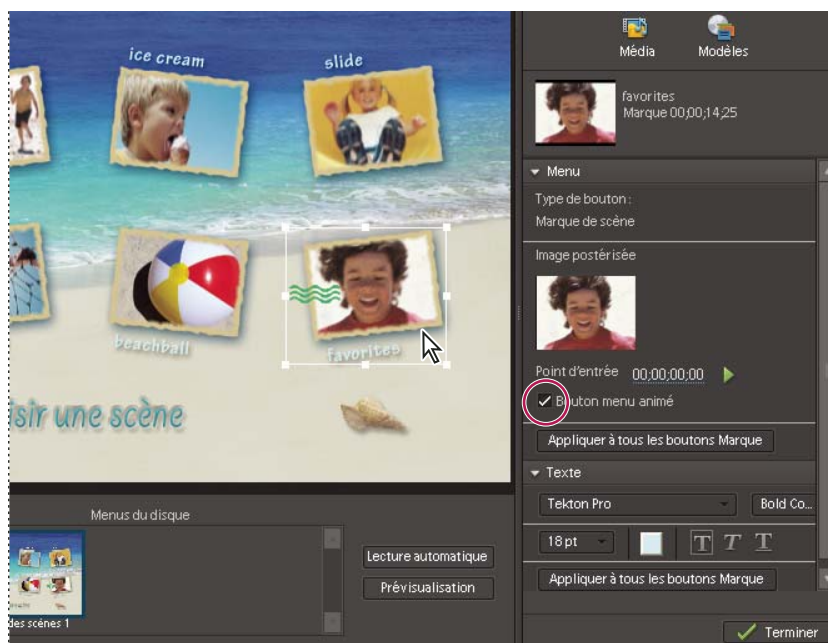 ice cream
slide
beachball
favorites
isir une scène
Menus du disque
des scènes 1
Lecture automatique
Prévisualisation
Média
Modèles
favorites
Marque 00;00;14;25
Menu
Type de bouton :
Marque de scène
Image postérisée
Point d'entrée 00;00;00;00
Bouton menu animé
Appliquer à tous les boutons Marque
Texte
Tekton Pro
Bold Co...
18 pt
T T T
Appliquer à tous les boutons Marque
Terminer